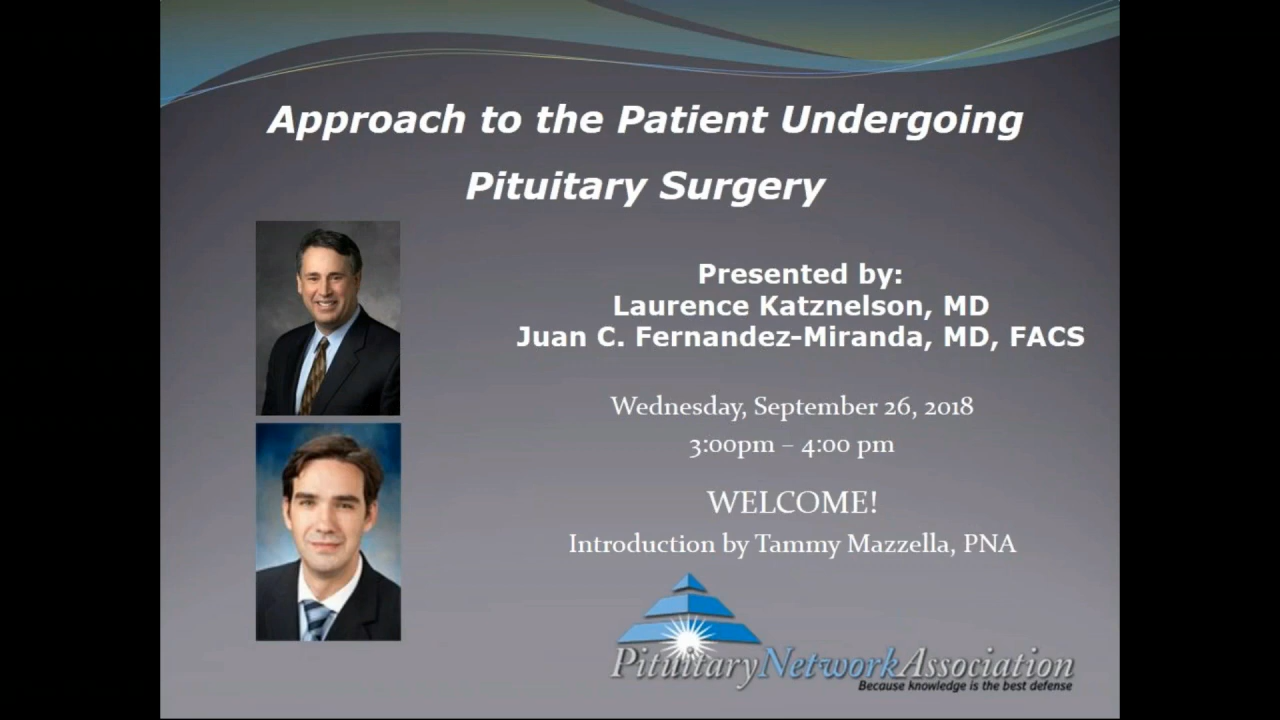 Approach to the Patient Undergoing
Pituitary Surgery
Presented by:
Laurence Katznelson, MD
Juan C. Fernandez-Miranda, MD, FACS
Wednesday, September 26, 2018
3:00pm – 4:00 pm
WELCOME!
Introduction by Tammy Mazzella, PNA
PituitaryNetworkAssociation
Because knowledge is the best defense